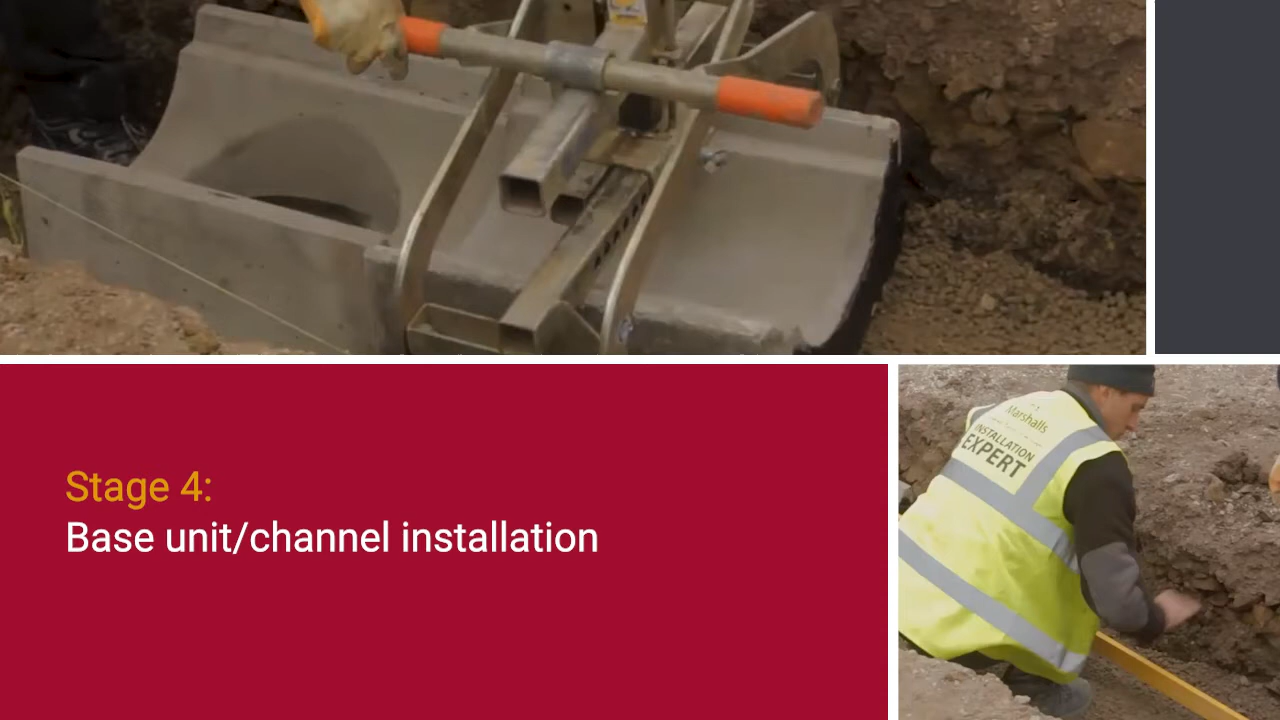 Marshalls
INSTALLATION
EXPERT
Stage 4:
Base unit/channel installation